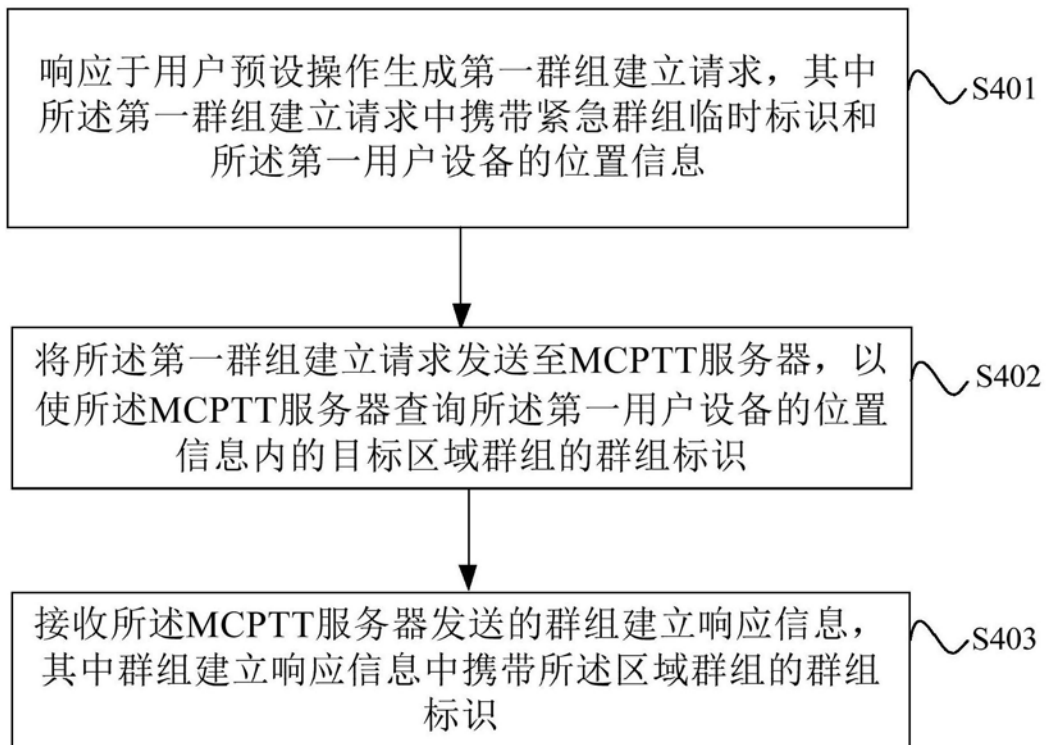 响应于用户预设操作生成第一群组建立请求，其中
所述第一群组建立请求中携带紧急群组临时标识和
所述第一用户设备的位置信息
S401
将所述第一群组建立请求发送至MCPTT服务器，以
使所述MCPTT服务器查询所述第一用户设备的位置
信息内的目标区域群组的群组标识
S402
接收所述MCPTT服务器发送的群组建立响应信息，
其中群组建立响应信息中携带所述区域群组的群组
标识
S403